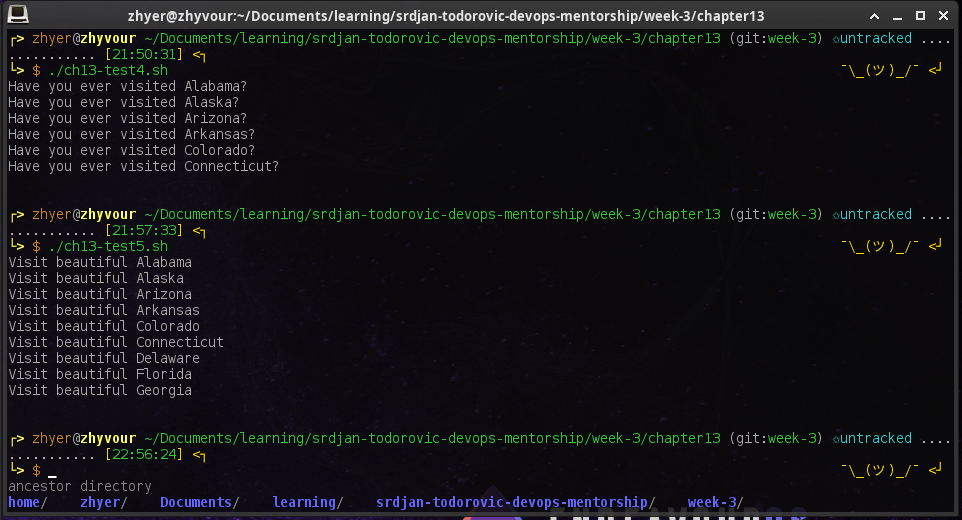 zhyer@zhyvour:~/Documents/learning/srdjan-todorovic-devops-mentorship/week-3/chapter13
┌> zhyer@zhyvour ~/Documents/learning/srdjan-todorovic-devops-mentorship/week-3/chapter13 (git:week-3) ✩untracked ....
........... [21:50:31] <┐
└> $ ./ch13-test4.sh ¯\_(ツ)_/¯ <┘
Have you ever visited Alabama?
Have you ever visited Alaska?
Have you ever visited Arizona?
Have you ever visited Arkansas?
Have you ever visited Colorado?
Have you ever visited Connecticut?
┌> zhyer@zhyvour ~/Documents/learning/srdjan-todorovic-devops-mentorship/week-3/chapter13 (git:week-3) ✩untracked ....
........... [21:57:33] <┐
└> $ ./ch13-test5.sh ¯\_(ツ)_/¯ <┘
Visit beautiful Alabama
Visit beautiful Alaska
Visit beautiful Arizona
Visit beautiful Arkansas
Visit beautiful Colorado
Visit beautiful Connecticut
Visit beautiful Delaware
Visit beautiful Florida
Visit beautiful Georgia
┌> zhyer@zhyvour ~/Documents/learning/srdjan-todorovic-devops-mentorship/week-3/chapter13 (git:week-3) ✩untracked ....
........... [22:56:24] <┐
└> $ _ ¯\_(ツ)_/¯ <┘
ancestor directory
home/ zhyer/ Documents/ learning/ srdjan-todorovic-devops-mentorship/ week-3/